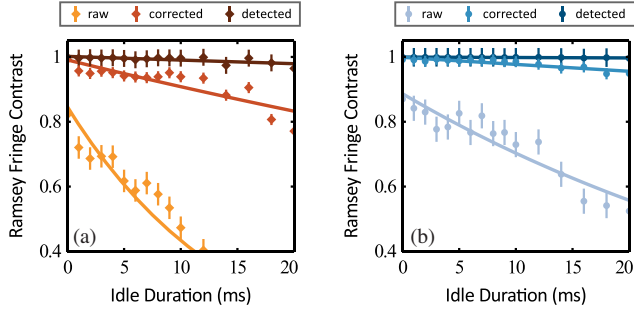 raw corrected detected
Ramsey Fringe Contrast
1
0.8
0.6
0.4
(a)
0 5 10 15 20
Idle Duration (ms)
raw corrected detected
Ramsey Fringe Contrast
1
0.8
0.6
0.4
(b)
0 5 10 15 20
Idle Duration (ms)